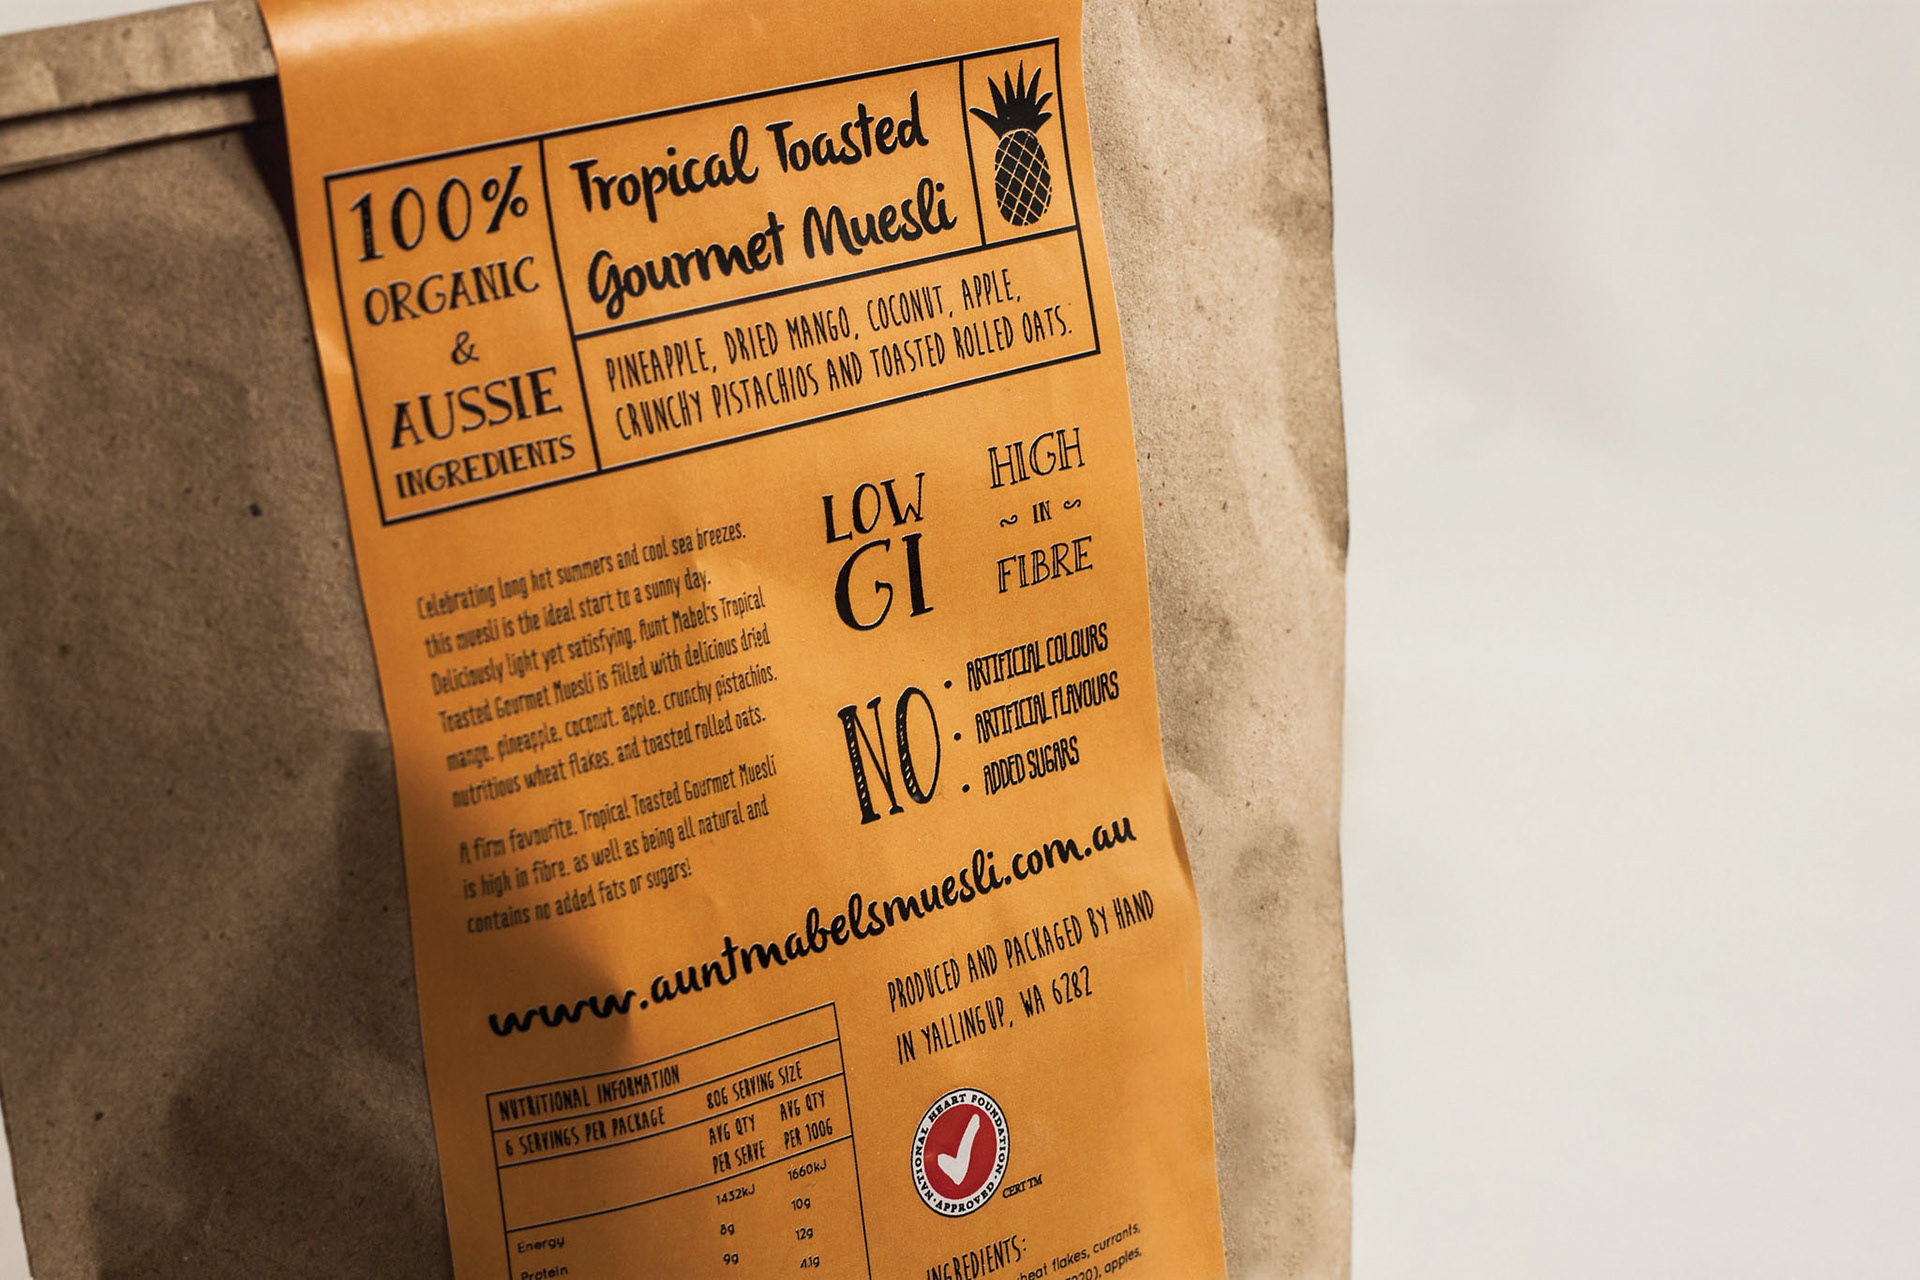 100%
ORGANIC
&
AUSSIE
INGREDIENTS
Tropical Toasted
Gourmet Muesli
PINEAPPLE, DRIED MANGO, COCONUT, APPLE,
CRUNCHY PISTACHIOS AND TOASTED ROLLED OATS.
LOW
GI
HIGH
~ IN ~
FIBRE
Celebrating long hot summers and cool sea breezes.
this muesli is the ideal start to a sunny day.
Deliciously light yet satisfying, Aunt Mabel's Tropical
Toasted Gourmet Muesli is filled with delicious dried
mango, pineapple, coconut, apple, crunchy pistachios,
nutritious wheat flakes, and toasted rolled oats.
A firm favourite, Tropical Toasted Gourmet Muesli
is high in fibre, as well as being all natural and
contains no added fats or sugars!
NO
• ARTIFICIAL COLOURS
• ARTIFICIAL FLAVOURS
• ADDED SUGARS
www.auntmabelsmuesli.com.au
PRODUCED AND PACKAGED BY HAND
IN YALLINGUP, WA 6282
NUTRITIONAL INFORMATION
6 SERVINGS PER PACKAGE 80G SERVING SIZE
AVG QTY PER SERVE
AVG QTY PER 100G
1432kJ 1660kJ
Energy 8g 10g
Protein 9g 12g
4.1g
NATIONAL HEART FOUNDATION
APPROVED
CERT TM
INGREDIENTS:
flakes, currants,
apples,